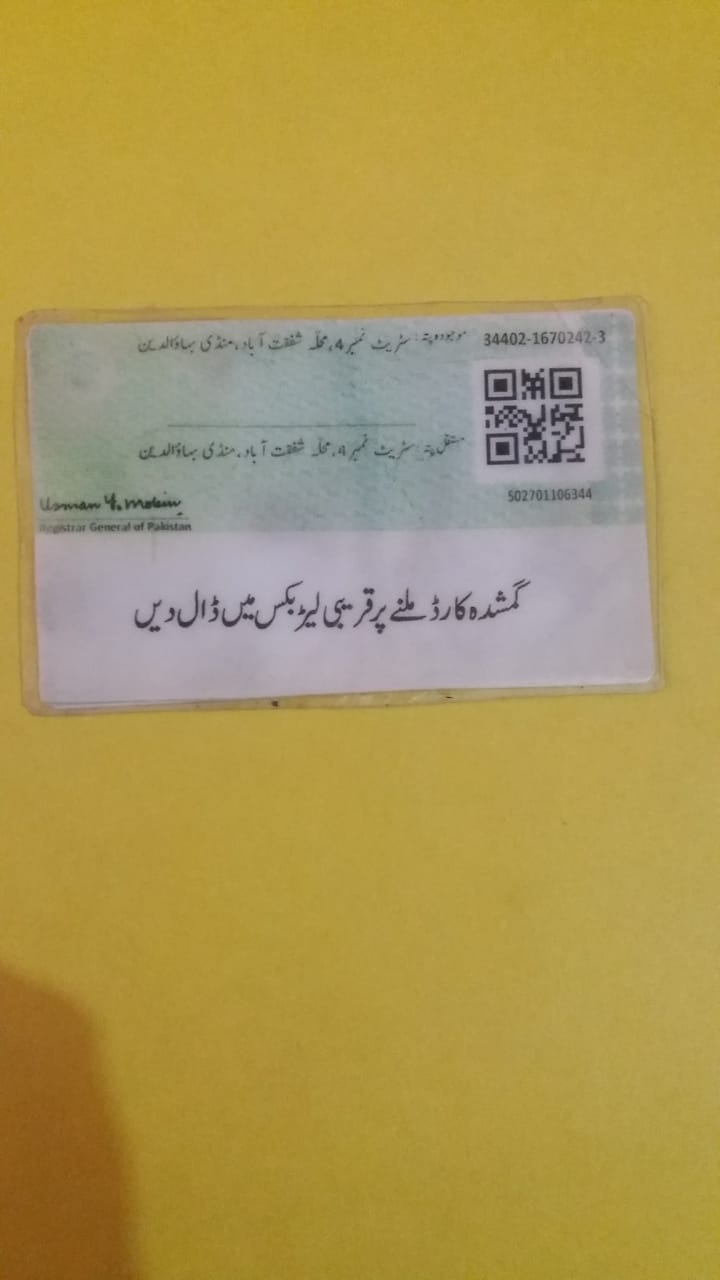 34402-1670242-3
موجودہ پتہ: سٹریٹ نمبر 4، محلّہ شفقت آباد، منڈی بہاؤالدین
مستقل پتہ: سٹریٹ نمبر 4، محلّہ شفقت آباد، منڈی بہاؤالدین
502701106344
Usman Y. Mobin
Registrar General of Pakistan
گمشدہ کارڈ ملنے پر قریبی لیٹر بکس میں ڈال دیں